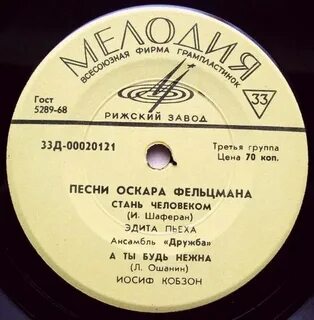 МЕЛОДИЯ
ВСЕСОЮЗНАЯ ФИРМА ГРАМПЛАСТИНОК
Гост
5289-68
33
РИЖСКИЙ ЗАВОД
33Д-00020121
Третья группа
Цена 70 коп.
ПЕСНИ ОСКАРА ФЕЛЬЦМАНА
СТАНЬ ЧЕЛОВЕКОМ
(И. Шаферан)
ЭДИТА ПЬЕХА
Ансамбль «Дружба»
А ТЫ БУДЬ НЕЖНА
(Л. Ошанин)
ИОСИФ КОБЗОН